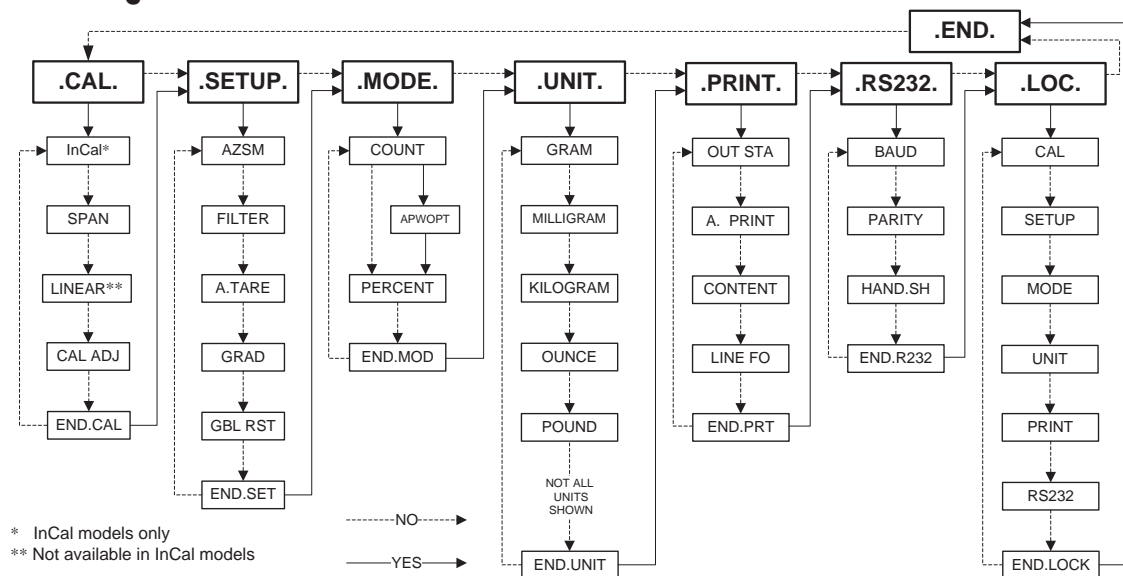 .END.
.CAL.
.SETUP.
.MODE.
.UNIT.
.PRINT.
.RS232.
.LOC.
InCal*
SPAN
LINEAR**
CAL ADJ
END.CAL
AZSM
FILTER
A.TARE
GRAD
GBL RST
END.SET
COUNT
APWOPT
PERCENT
END.MOD
GRAM
MILLIGRAM
KILOGRAM
OUNCE
POUND
NOT ALL
UNITS
SHOWN
END.UNIT
OUT STA
A. PRINT
CONTENT
LINE FO
END.PRT
BAUD
PARITY
HAND.SH
END.R232
CAL
SETUP
MODE
UNIT
PRINT
RS232
END.LOCK
* InCal models only
** Not available in InCal models
NO
YES